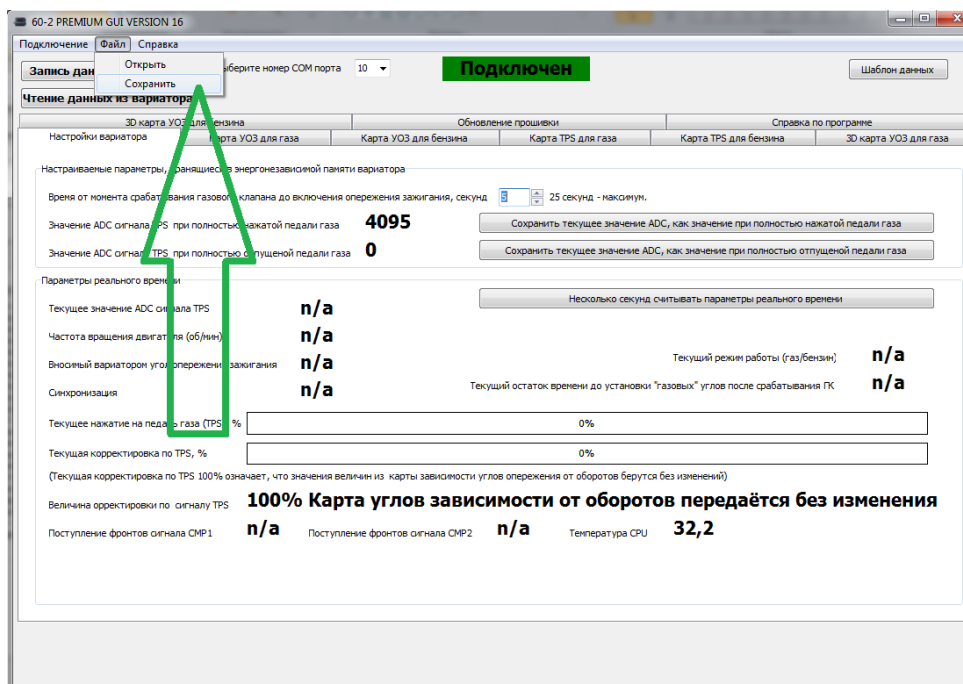 60-2 PREMIUM GUI VERSION 16
Подключение Файл Справка
Открыть
Сохранить
Запись дан
ыберите номер COM порта 10
Подключен
Шаблон данных
Чтение данных из вариатора
3D карта УОЗ для бензина Обновление прошивки Справка по программе
Настройки вариатора Карта УОЗ для газа Карта УОЗ для бензина Карта TPS для газа Карта TPS для бензина 3D карта УОЗ для газа
Настраиваемые параметры, хранящиеся в энергонезависимой памяти вариатора
Время от момента срабатывания газового клапана до включения опережения зажигания, секунд 5 25 секунд - максимум.
Значение ADC сигнала TPS при полностью нажатой педали газа 4095 Сохранить текущее значение ADC, как значение при полностью нажатой педали газа
Значение ADC сигнала TPS при полностью отпущеной педали газа 0 Сохранить текущее значение ADC, как значение при полностью отпущеной педали газа
Параметры реального времени
Несколько секунд считывать параметры реального времени
Текущее значение ADC сигнала TPS n/a
Частота вращения двигателя (об/мин) n/a
Вносимый вариатором угол опережения зажигания n/a Текущий режим работы (газ/бензин) n/a
Синхронизация n/a Текущий остаток времени до установки "газовых" углов после срабатывания ГК n/a
Текущее нажатие на педаль газа (TPS), % 0%
Текущая корректировка по TPS, % 0%
(Текущая корректировка по TPS 100% означает, что значения величин из карты зависимости углов опережения от оборотов берутся без изменений)
Величина орректировки по сигналу TPS 100% Карта углов зависимости от оборотов передаётся без изменения
Поступление фронтов сигнала CMP1 n/a Поступление фронтов сигнала CMP2 n/a Температура CPU 32,2